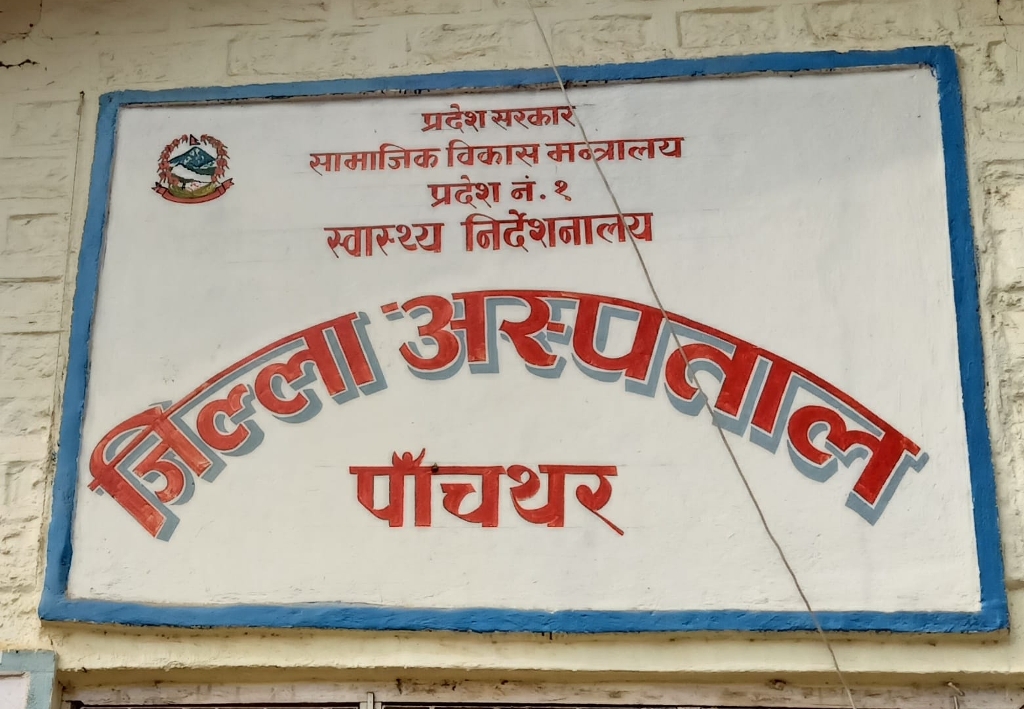 प्रदेश सरकार
सामाजिक विकास मन्त्रालय
प्रदेश नं. १
स्वास्थ्य निर्देशनालय
जिल्ला अस्पताल
पाँचथर